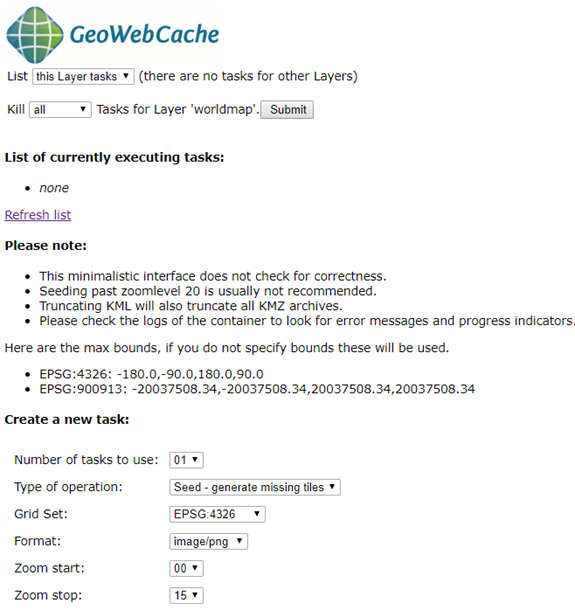 GeoWebCache
List this Layer tasks (there are no tasks for other Layers)
Kill all Tasks for Layer 'worldmap'. Submit
List of currently executing tasks:
none
Refresh list
Please note:
This minimalistic interface does not check for correctness.
Seeding past zoomlevel 20 is usually not recommended.
Truncating KML will also truncate all KMZ archives.
Please check the logs of the container to look for error messages and progress indicators.
Here are the max bounds, if you do not specify bounds these will be used.
EPSG:4326: -180.0,-90.0,180.0,90.0
EPSG:900913: -20037508.34,-20037508.34,20037508.34,20037508.34
Create a new task:
Number of tasks to use: 01
Type of operation: Seed - generate missing tiles
Grid Set: EPSG:4326
Format: image/png
Zoom start: 00
Zoom stop: 15